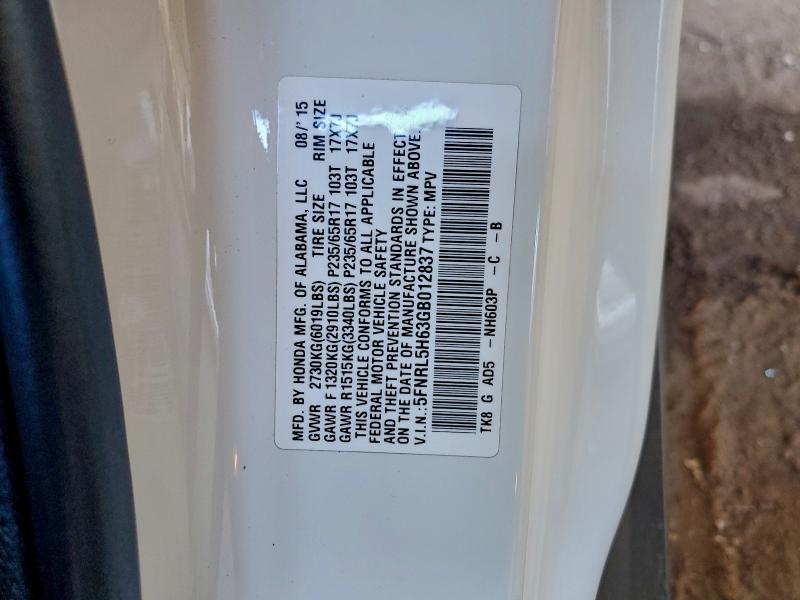 MFD. BY HONDA MFG. OF ALABAMA, LLC 08/'15
GVWR 2730KG(6019LBS) TIRE SIZE RIM SIZE
GAWR F 1320KG(2910LBS) P235/65R17 103T 17X7J
GAWR R1515KG(3340LBS) P235/65R17 103T 17X7J
THIS VEHICLE CONFORMS TO ALL APPLICABLE
FEDERAL MOTOR VEHICLE SAFETY
AND THEFT PREVENTION STANDARDS IN EFFECT
ON THE DATE OF MANUFACTURE SHOWN ABOVE.
V.I.N.:5FNRL5H63GB012837 TYPE: MPV
TK8 G AD5 -NH603P -C -B